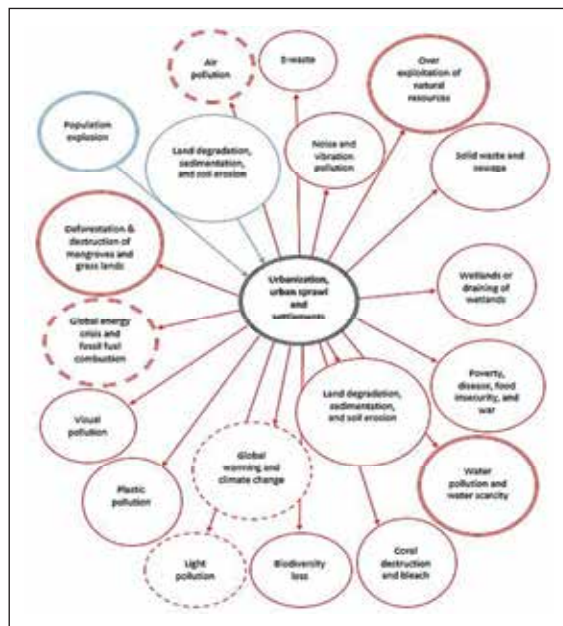 Air
pollution
E-waste
Over
exploitation of
natural
resources
Population
explosion
Land degradation,
sedimentation,
and soil erosion
Noise and
vibration
pollution
Solid waste and
sewage
Deforestation &
destruction of
mangroves and
grass lands
Urbanization,
urban sprawl
and
settlements
Wetlands or
draining of
wetlands
Global energy
crisis and
fossil fuel
combustion
Poverty,
disease, food
insecurity, and
war
Land degradation,
sedimentation,
and soil erosion
Visual
pollution
Global
warming and
climate change
Water
pollution and
water scarcity
Plastic
pollution
Light
pollution
Biodiversity
loss
Coral
destruction
and bleach